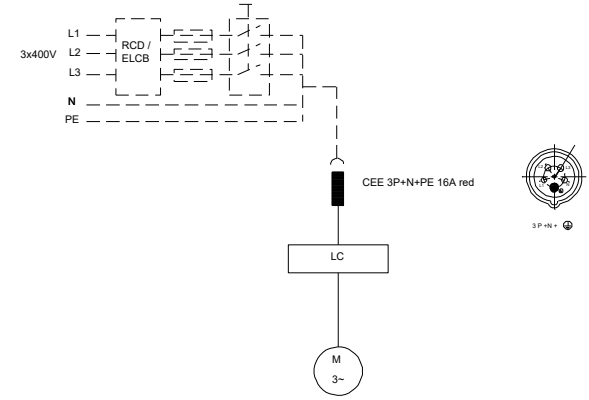 L1
3x400V
L2
L3
RCD /
ELCB
N
PE
CEE 3P+N+PE 16A red
3 P +N +
LC
M
3~